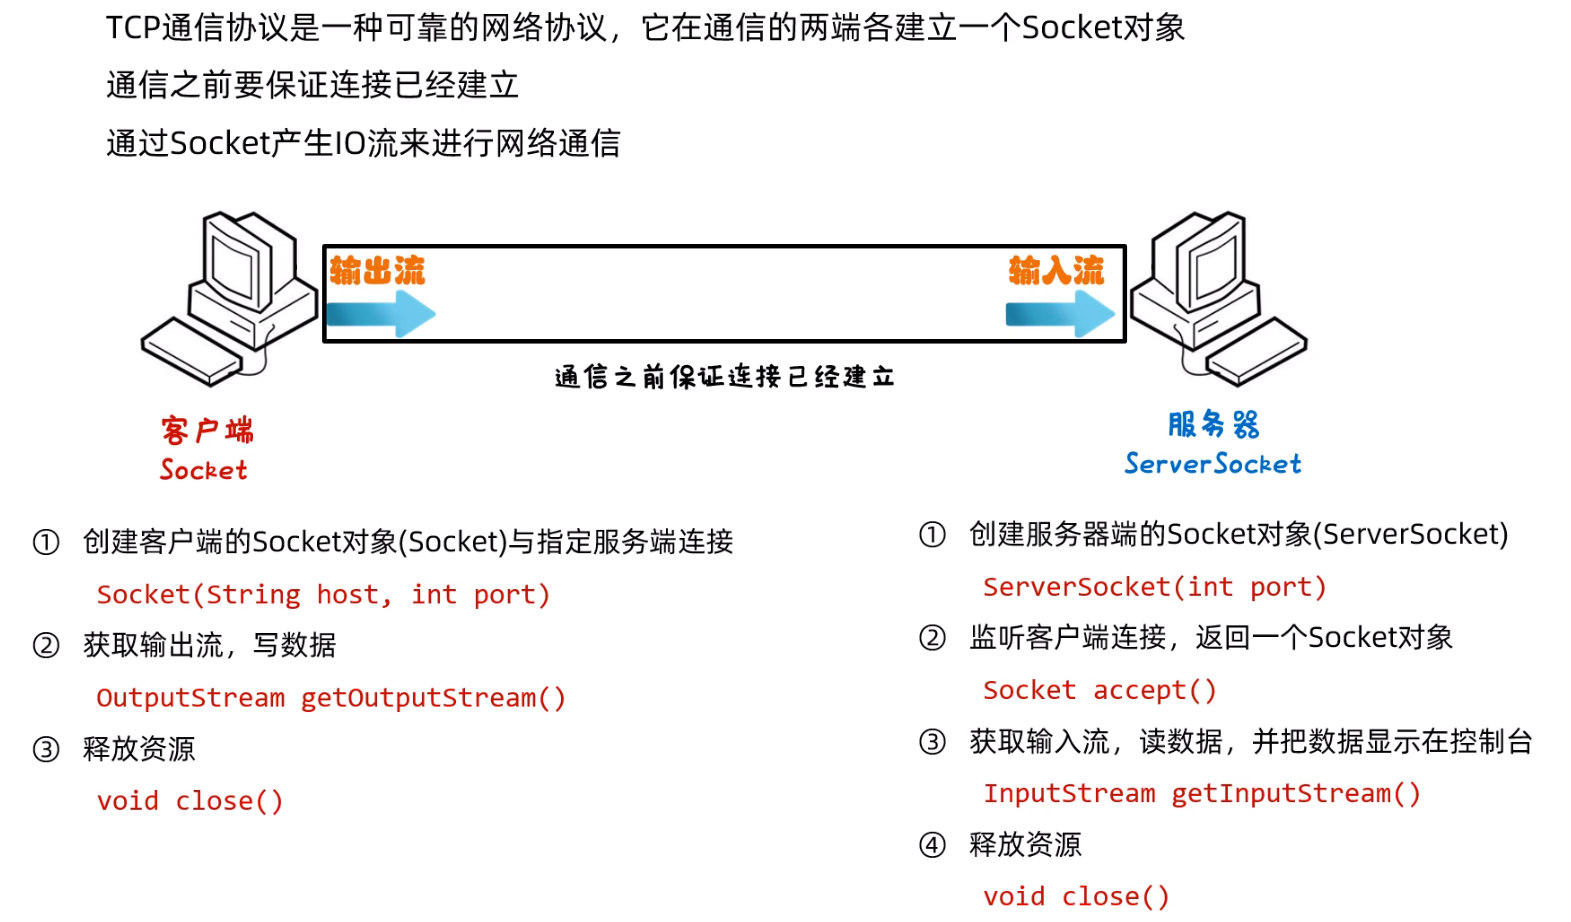 TCP通信协议是一种可靠的网络协议，它在通信的两端各建立一个Socket对象
通信之前要保证连接已经建立
通过Socket产生IO流来进行网络通信
输出流
输入流
通信之前保证连接已经建立
客户端
Socket
服务器
ServerSocket
① 创建客户端的Socket对象(Socket)与指定服务端连接
Socket(String host, int port)
② 获取输出流，写数据
OutputStream getOutputStream()
③ 释放资源
void close()
① 创建服务器端的Socket对象(ServerSocket)
ServerSocket(int port)
② 监听客户端连接，返回一个Socket对象
Socket accept()
③ 获取输入流，读数据，并把数据显示在控制台
InputStream getInputStream()
④ 释放资源
void close()